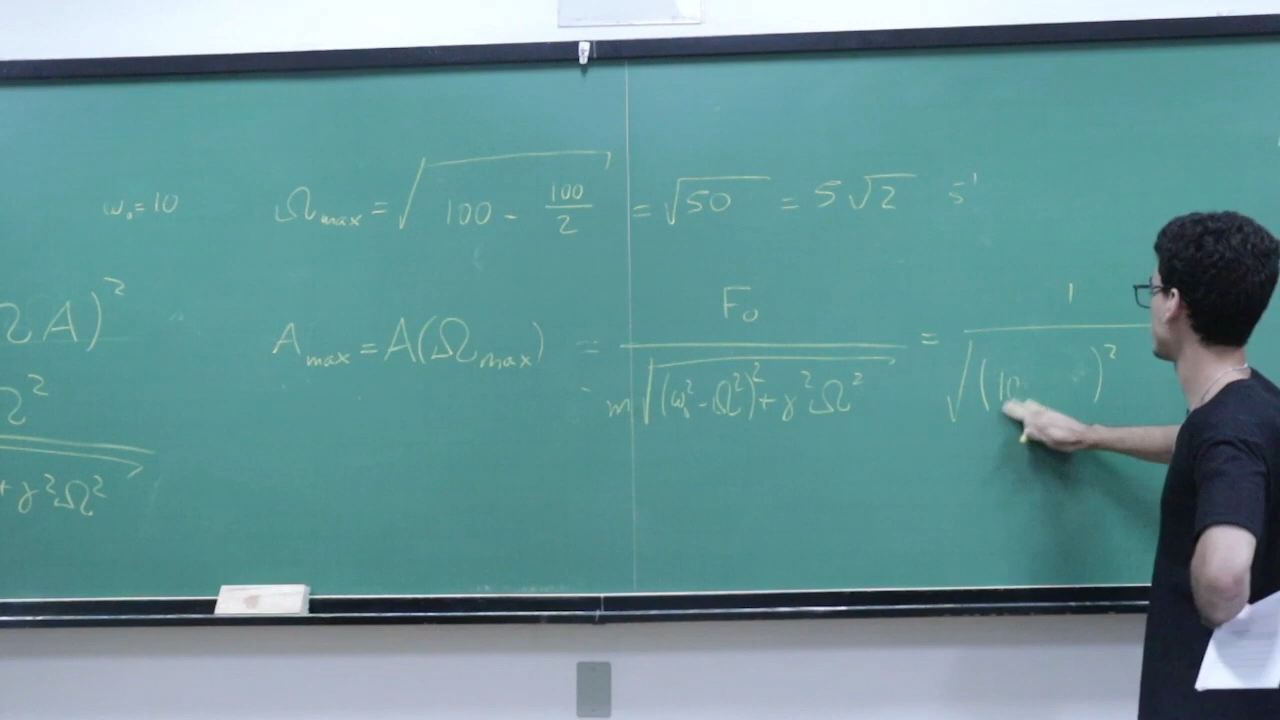 ω₀ = 10
Ω_max = √(100 - 100/2) = √50 = 5√2 s⁻¹
ΩA)²
A_max = A(Ω_max) = F₀ / (m√((ω₀² - Ω²)² + γ²Ω²)) = 1 / √((10 )²
Ω²
+ γ²Ω²